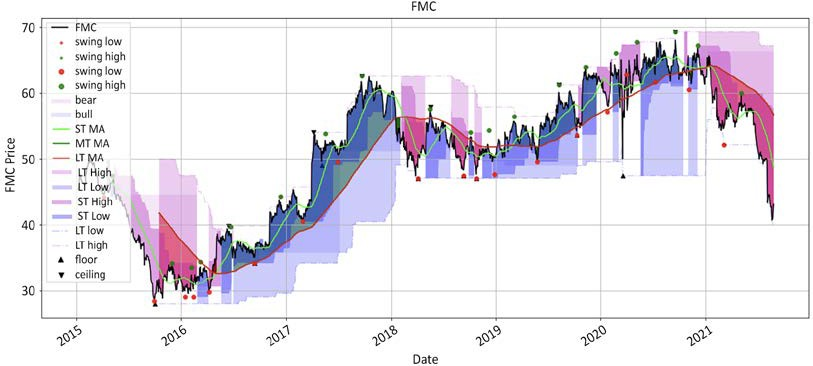 FMC
FMC Price
70
60
50
40
30
FMC
swing low
swing high
swing low
swing high
bear
bull
ST MA
MT MA
LT MA
LT High
LT Low
ST High
ST Low
LT low
LT high
floor
ceiling
2015
2016
2017
2018
2019
2020
2021
Date